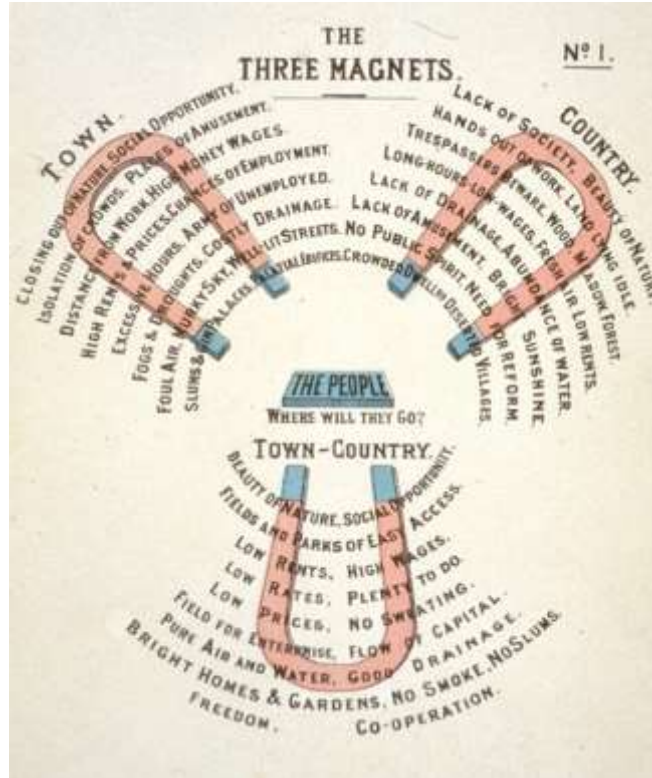 THE
THREE MAGNETS.
Nº 1.
TOWN.
CLOSING OUT OF NATURE. SOCIAL OPPORTUNITY.
ISOLATION OF CROWDS. PLACES OF AMUSEMENT.
DISTANCE FROM WORK. HIGH MONEY WAGES.
HIGH RENTS & PRICES. CHANCES OF EMPLOYMENT.
EXCESSIVE HOURS. ARMY OF UNEMPLOYED.
FOGS & DROUGHTS. COSTLY DRAINAGE.
FOUL AIR. MURKY SKY. WELL-LIT STREETS.
SLUMS & GIN PALACES. PALATIAL EDIFICES.
COUNTRY.
LACK OF SOCIETY. BEAUTY OF NATURE.
HANDS OUT OF WORK. LAND LYING IDLE.
TRESPASSERS BEWARE. WOOD, MEADOW, FOREST.
LONG-HOURS-LOW-WAGES. FRESH AIR. LOW RENTS.
LACK OF DRAINAGE. ABUNDANCE OF WATER.
LACK OF AMUSEMENT. BRIGHT SUNSHINE.
NO PUBLIC SPIRIT. NEED FOR REFORM.
CROWDED DWELLINGS. DESERTED VILLAGES.
THE PEOPLE
WHERE WILL THEY GO?
TOWN-COUNTRY.
BEAUTY OF NATURE, SOCIAL OPPORTUNITY.
FIELDS AND PARKS OF EASY ACCESS.
LOW RENTS, HIGH WAGES.
LOW RATES, PLENTY TO DO.
LOW PRICES, NO SWEATING.
FIELD FOR ENTERPRISE, FLOW OF CAPITAL.
PURE AIR AND WATER, GOOD DRAINAGE.
BRIGHT HOMES & GARDENS, NO SMOKE, NO SLUMS.
FREEDOM. CO-OPERATION.